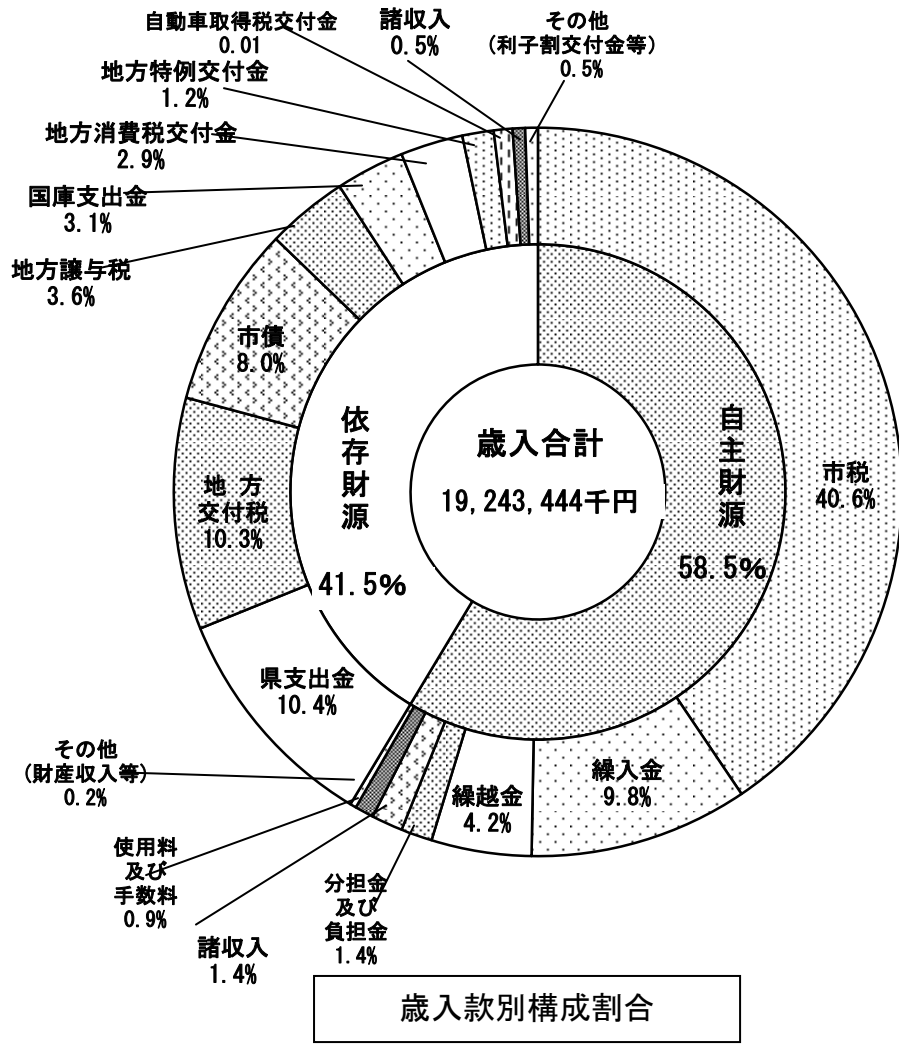 自動車取得税交付金
0.01
諸収入
0.5%
その他
(利子割交付金等)
0.5%
地方特例交付金
1.2%
地方消費税交付金
2.9%
国庫支出金
3.1%
地方譲与税
3.6%
市債
8.0%
地方
交付税
10.3%
県支出金
10.4%
依存財源
41.5%
歳入合計
19,243,444千円
自主財源
58.5%
市税
40.6%
繰入金
9.8%
繰越金
4.2%
その他
(財産収入等)
0.2%
使用料
及び
手数料
0.9%
諸収入
1.4%
分担金
及び
負担金
1.4%
歳入款別構成割合